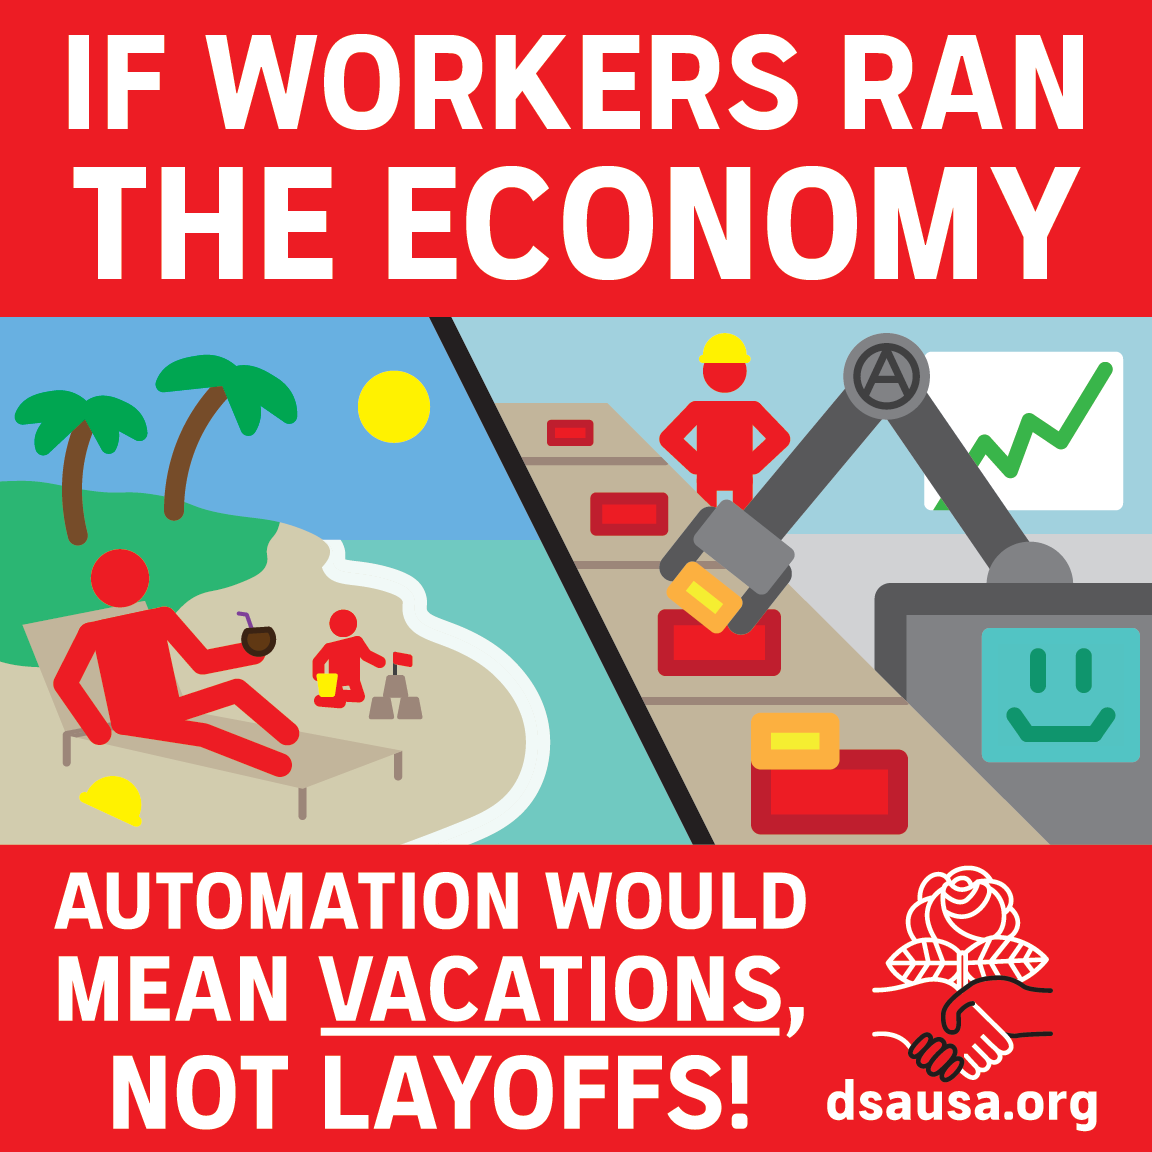 IF WORKERS RAN
THE ECONOMY
A
AUTOMATION WOULD
MEAN VACATIONS,
NOT LAYOFFS!
dsausa.org